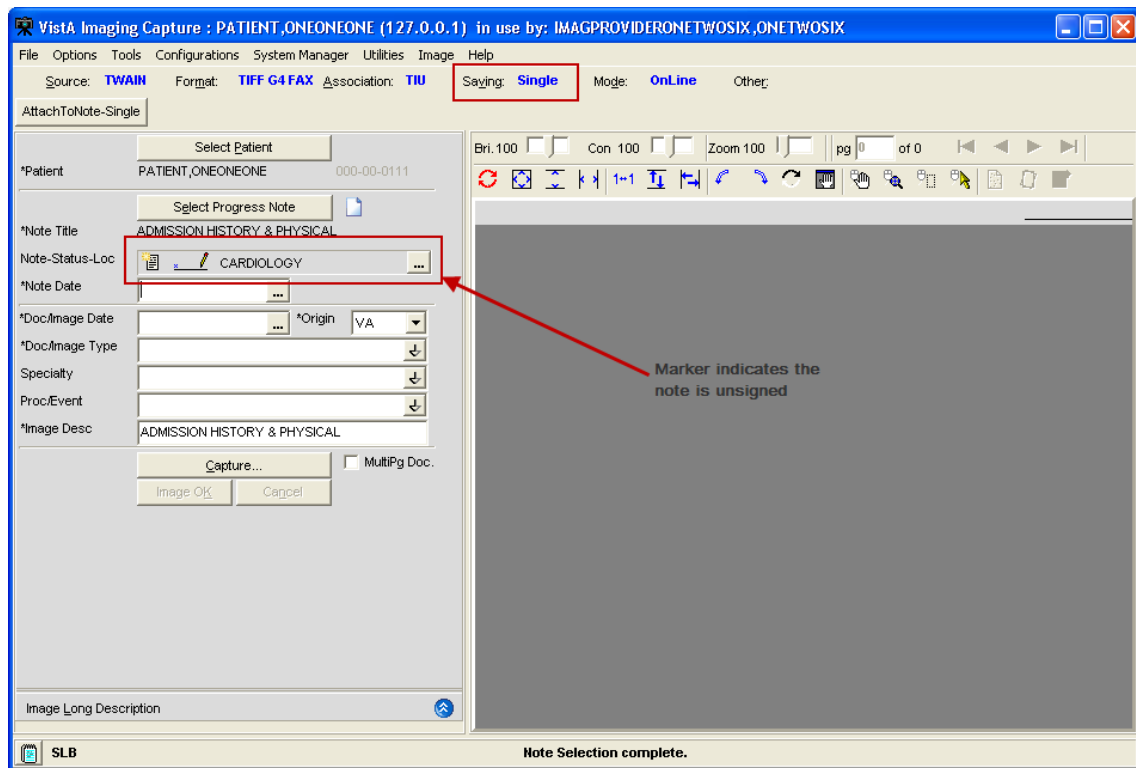 VistA Imaging Capture : PATIENT,ONEONEONE (127.0.0.1) in use by: IMAGPROVIDERONETWOSIX,ONETWOSIX
File Options Tools Configurations System Manager Utilities Image Help
Source: TWAIN Format: TIFF G4 FAX Association: TIU Saving: Single Mode: OnLine Other:
AttachToNote-Single
Select Patient
Bri. 100 Con 100 Zoom 100 pg 0 of 0
*Patient PATIENT,ONEONEONE 000-00-0111
1↔1
Select Progress Note
*Note Title ADMISSION HISTORY & PHYSICAL
Note-Status-Loc x CARDIOLOGY ...
*Note Date ...
*Doc/Image Date ... *Origin VA
*Doc/Image Type
Specialty
Proc/Event
*Image Desc ADMISSION HISTORY & PHYSICAL
Marker indicates the
note is unsigned
Capture... MultiPg Doc.
Image OK Cancel
Image Long Description
SLB Note Selection complete.